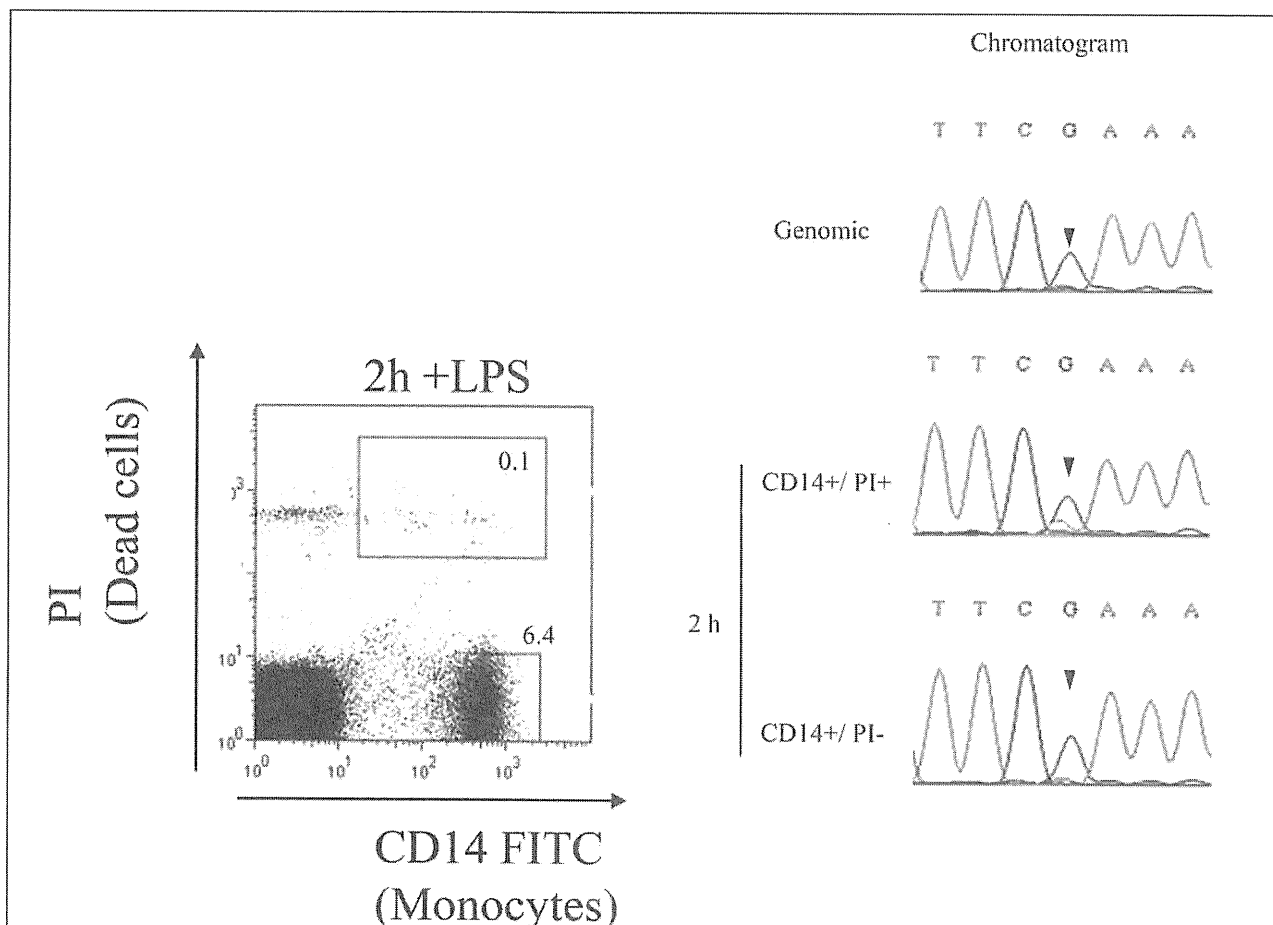 Chromatogram
T T C G A A A
Genomic
2h +LPS
0.1
T T C G A A A
CD14+/ PI+
PI
(Dead cells)
)³
6.4
10¹
10⁰
10⁰ 10¹ 10² 10³
2 h
T T C G A A A
CD14+/ PI-
CD14 FITC
(Monocytes)